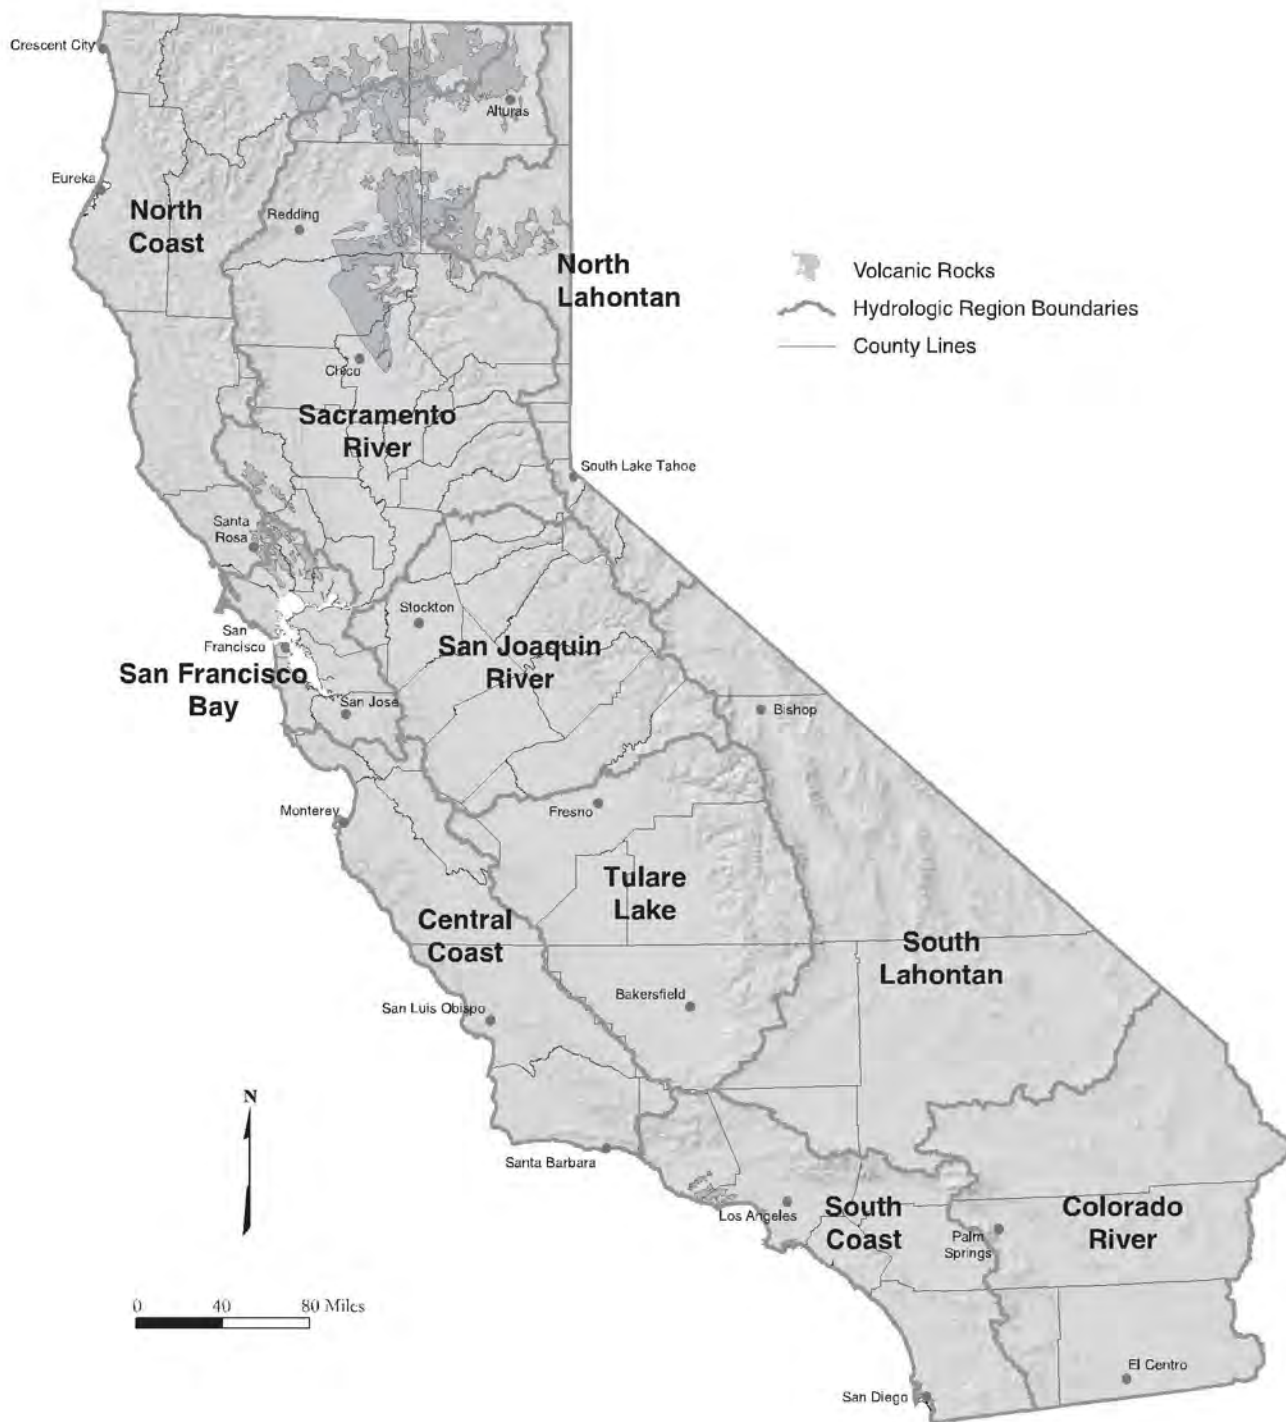 Crescent City
Alturas
Eureka
North
Coast
Redding
North
Lahontan
Volcanic Rocks
Hydrologic Region Boundaries
County Lines
Chico
Sacramento
River
South Lake Tahoe
Santa
Rosa
Stockton
San
Francisco
San Joaquin
River
San Francisco
Bay
San Jose
Bishop
Monterey
Fresno
Tulare
Lake
Central
Coast
South
Lahontan
Bakersfield
San Luis Obispo
N
Santa Barbara
Los Angeles
South
Coast
Palm
Springs
Colorado
River
0 40 80 Miles
El Centro
San Diego